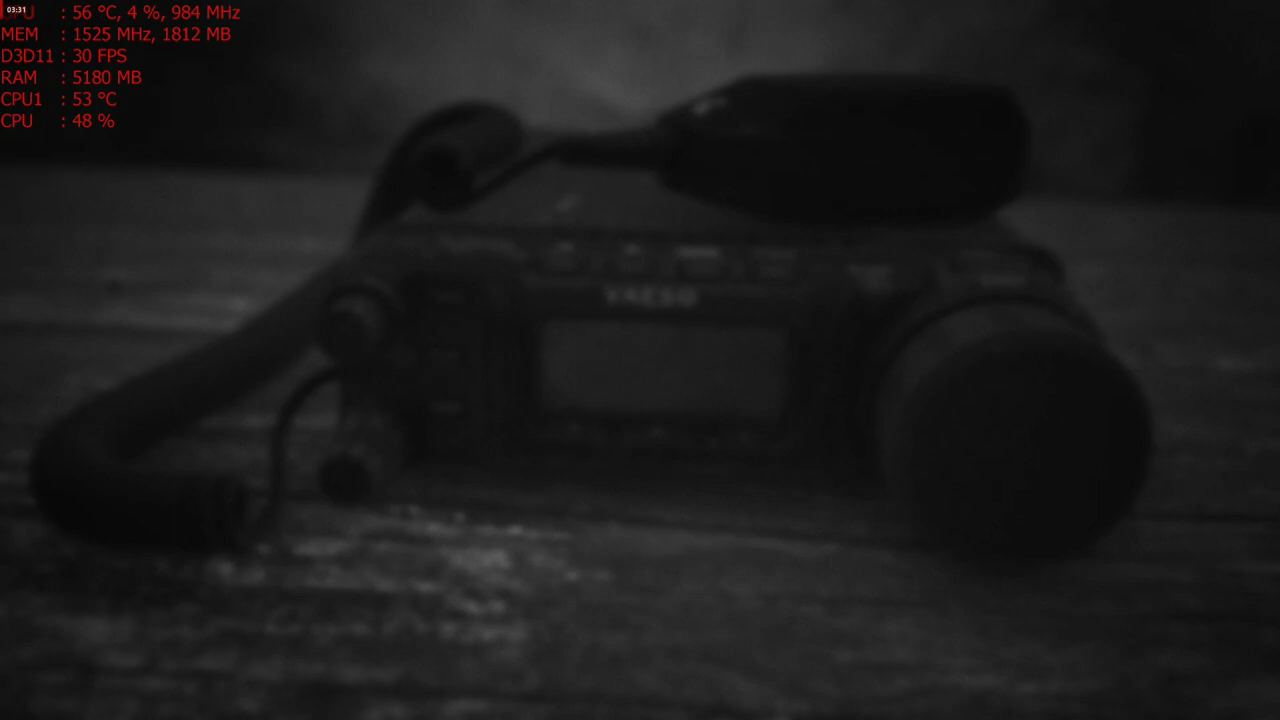 03:31
: 56 °C, 4 %, 984 MHz
MEM : 1525 MHz, 1812 MB
D3D11 : 30 FPS
RAM : 5180 MB
CPU1 : 53 °C
CPU : 48 %
YAESU